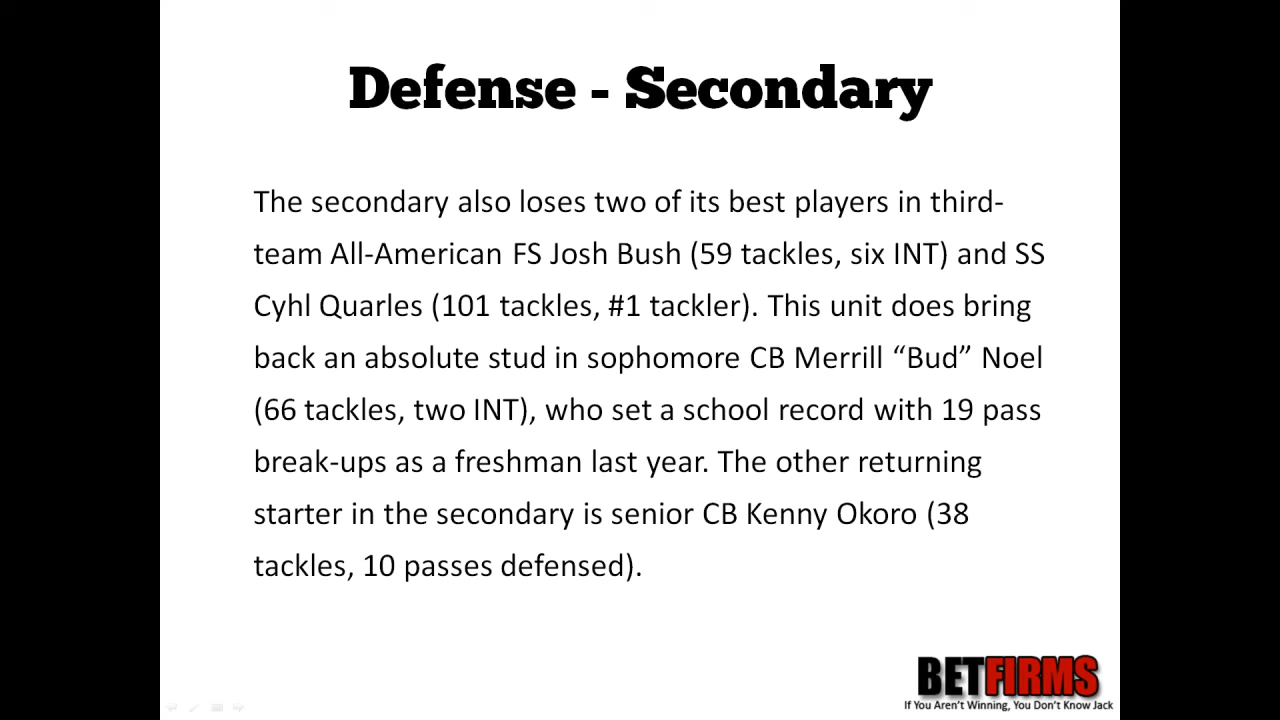 Defense - Secondary
The secondary also loses two of its best players in third-
team All-American FS Josh Bush (59 tackles, six INT) and SS
Cyhl Quarles (101 tackles, #1 tackler). This unit does bring
back an absolute stud in sophomore CB Merrill “Bud” Noel
(66 tackles, two INT), who set a school record with 19 pass
break-ups as a freshman last year. The other returning
starter in the secondary is senior CB Kenny Okoro (38
tackles, 10 passes defensed).
BETFIRMS
If You Aren't Winning, You Don't Know Jack